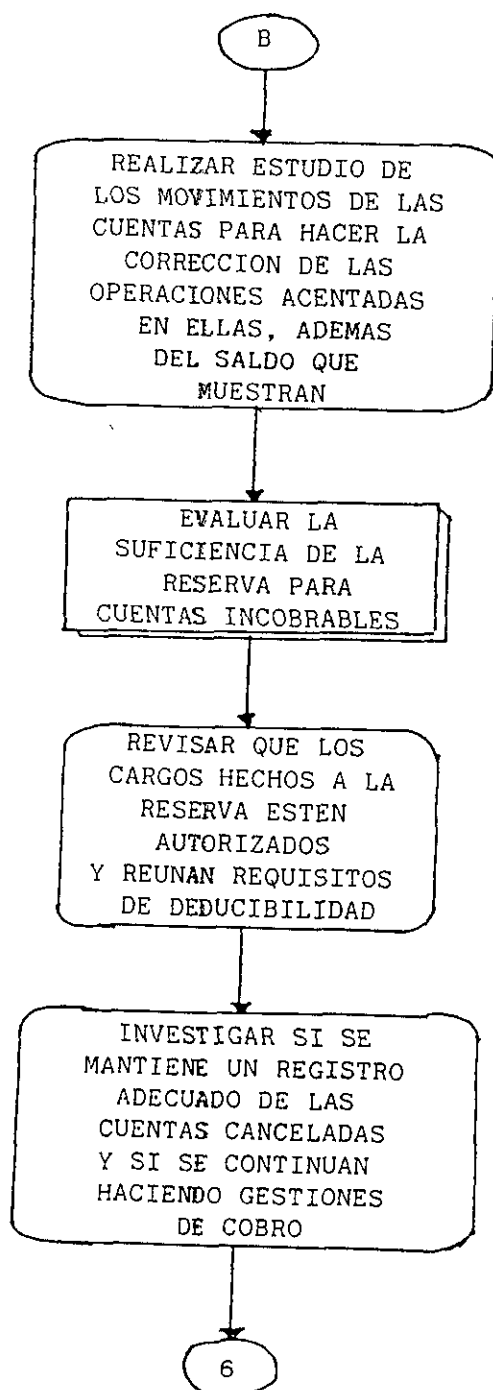 B
REALIZAR ESTUDIO DE
LOS MOVIMIENTOS DE LAS
CUENTAS PARA HACER LA
CORRECCION DE LAS
OPERACIONES ACENTADAS
EN ELLAS, ADEMAS
DEL SALDO QUE
MUESTRAN
EVALUAR LA
SUFICIENCIA DE LA
RESERVA PARA
CUENTAS INCOBRABLES
REVISAR QUE LOS
CARGOS HECHOS A LA
RESERVA ESTEN
AUTORIZADOS
Y REUNAN REQUISITOS
DE DEDUCIBILIDAD
INVESTIGAR SI SE
MANTIENE UN REGISTRO
ADECUADO DE LAS
CUENTAS CANCELADAS
Y SI SE CONTINUAN
HACIENDO GESTIONES
DE COBRO
6